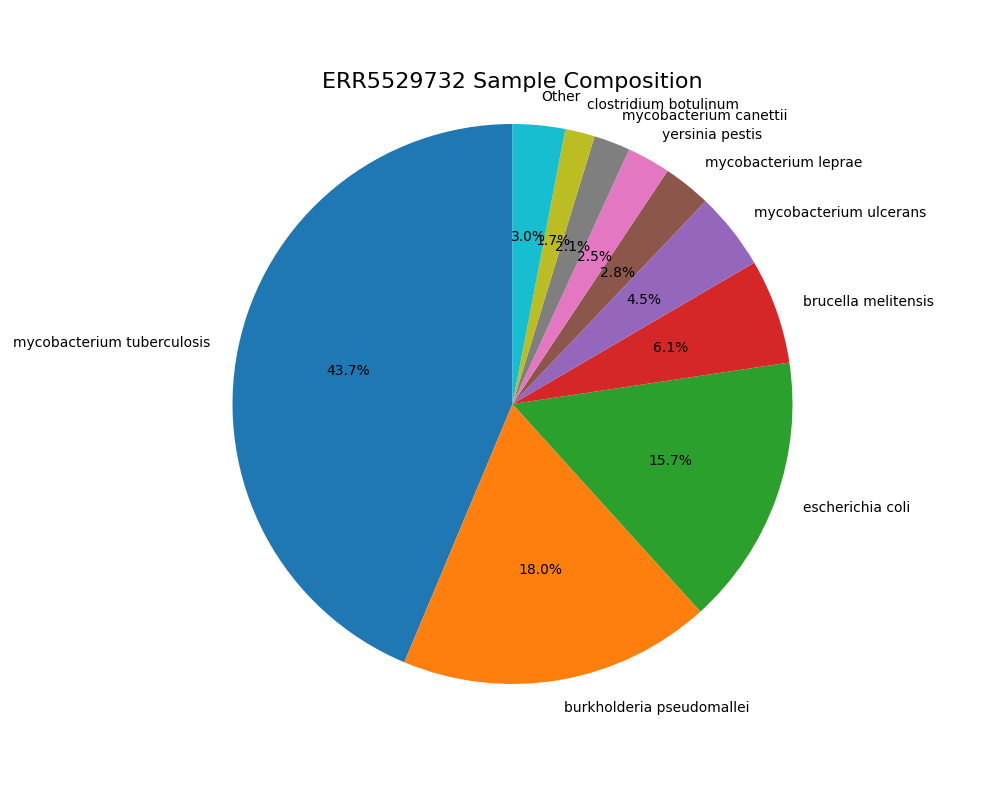 ERR5529732 Sample Composition
Other
clostridium botulinum
mycobacterium canettii
yersinia pestis
mycobacterium leprae
mycobacterium ulcerans
brucella melitensis
escherichia coli
burkholderia pseudomallei
mycobacterium tuberculosis
3.0%
1.7%
2.1%
2.5%
2.8%
4.5%
6.1%
15.7%
18.0%
43.7%